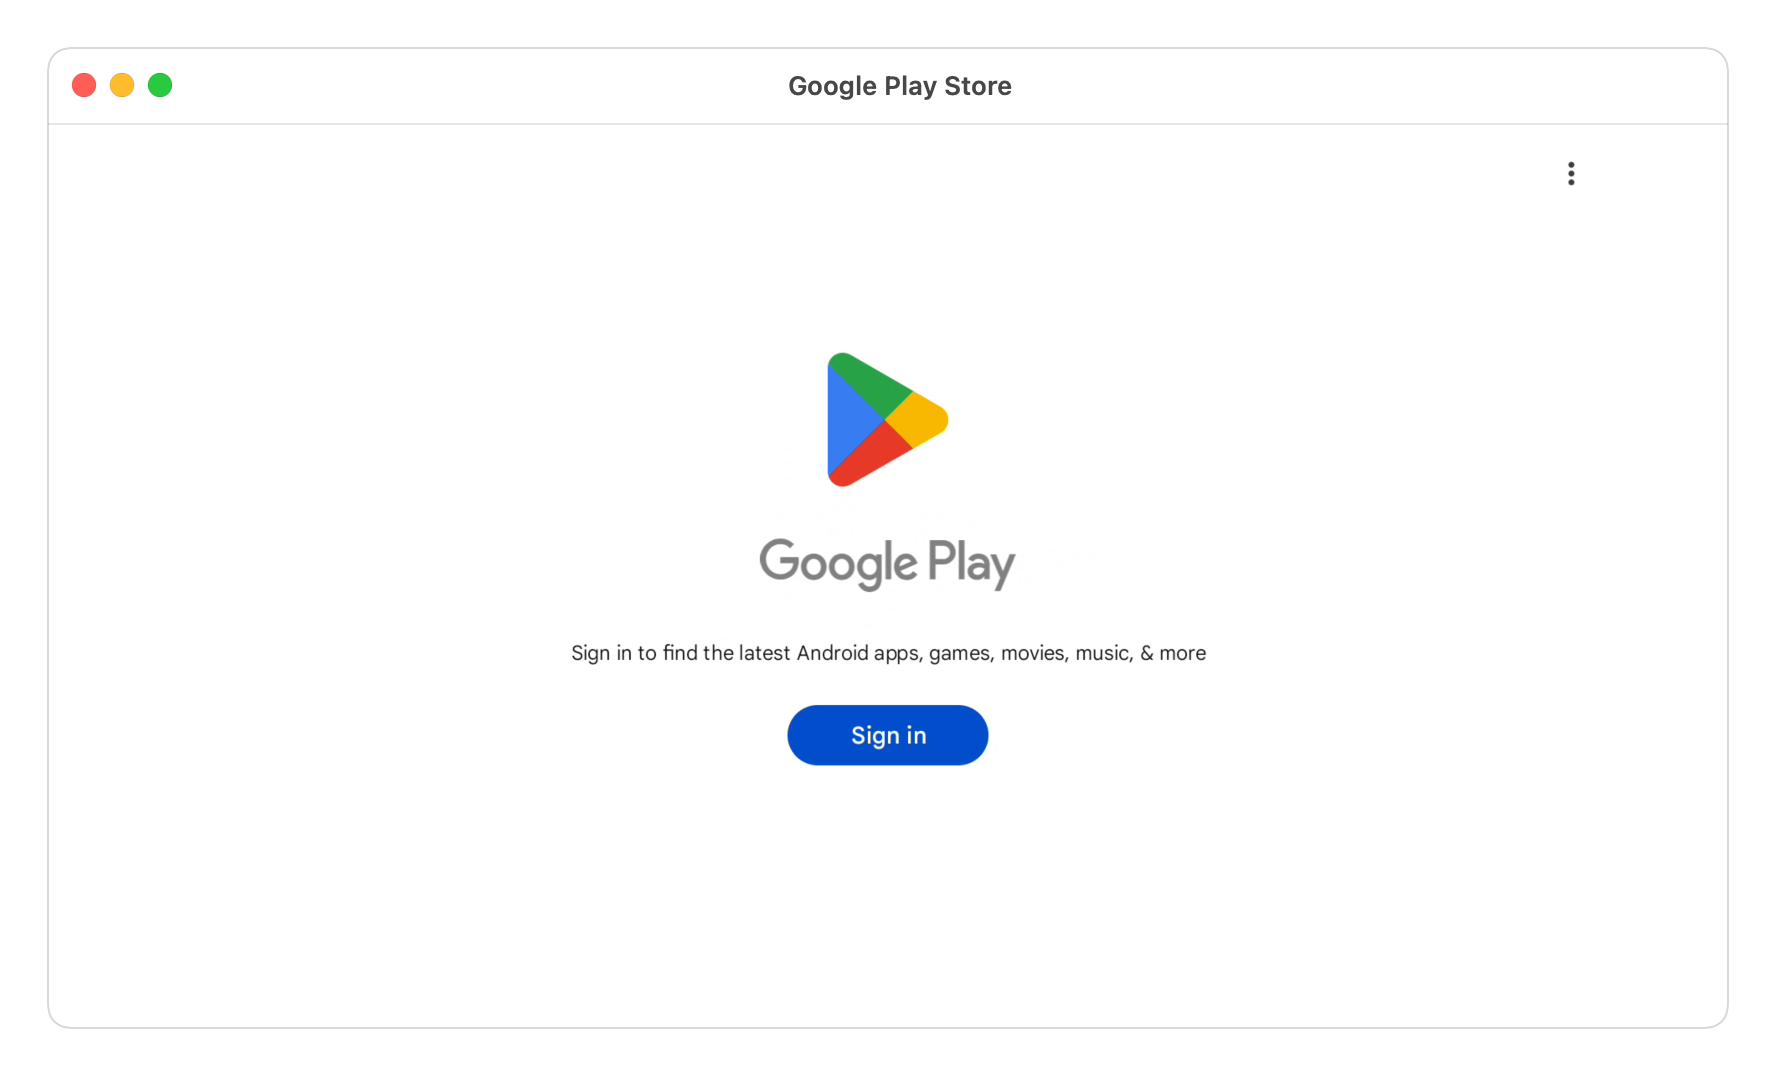 Google Play Store
Google Play
Sign in to find the latest Android apps, games, movies, music, & more
Sign in